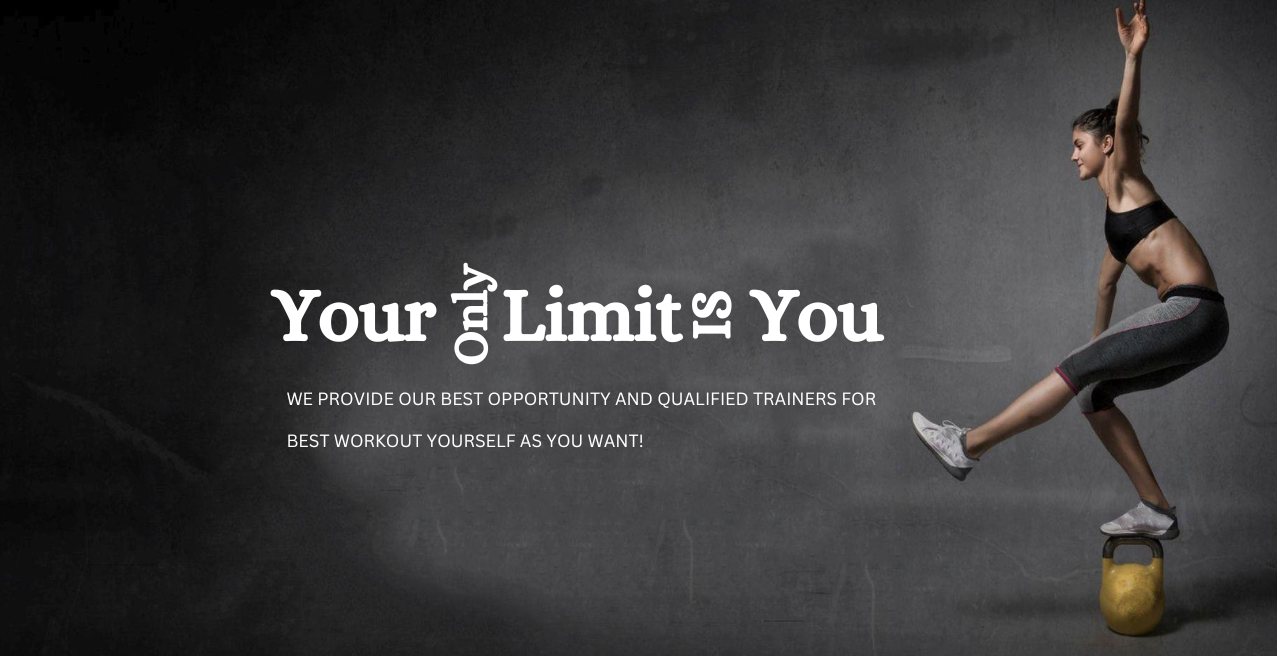 Your Only Limit IS You
WE PROVIDE OUR BEST OPPORTUNITY AND QUALIFIED TRAINERS FOR
BEST WORKOUT YOURSELF AS YOU WANT!